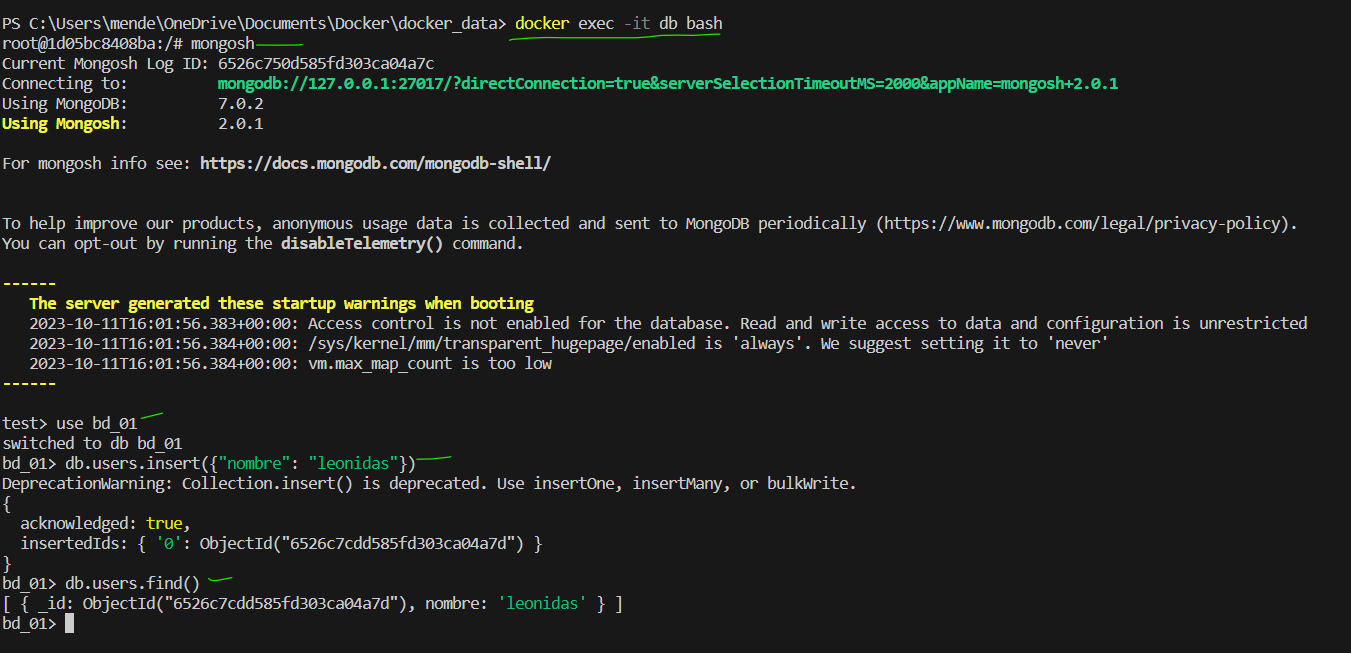 PS C:\Users\mende\OneDrive\Documents\Docker\docker_data> docker exec -it db bash
root@1d05bc8408ba:/# mongosh
Current Mongosh Log ID: 6526c750d585fd303ca04a7c
Connecting to:          mongodb://127.0.0.1:27017/?directConnection=true&serverSelectionTimeoutMS=2000&appName=mongosh+2.0.1
Using MongoDB:          7.0.2
Using Mongosh:          2.0.1
For mongosh info see: https://docs.mongodb.com/mongodb-shell/
To help improve our products, anonymous usage data is collected and sent to MongoDB periodically (https://www.mongodb.com/legal/privacy-policy).
You can opt-out by running the disableTelemetry() command.
------
   The server generated these startup warnings when booting
   2023-10-11T16:01:56.383+00:00: Access control is not enabled for the database. Read and write access to data and configuration is unrestricted
   2023-10-11T16:01:56.384+00:00: /sys/kernel/mm/transparent_hugepage/enabled is 'always'. We suggest setting it to 'never'
   2023-10-11T16:01:56.384+00:00: vm.max_map_count is too low
------
test> use bd_01
switched to db bd_01
bd_01> db.users.insert({"nombre": "leonidas"})
DeprecationWarning: Collection.insert() is deprecated. Use insertOne, insertMany, or bulkWrite.
{
  acknowledged: true,
  insertedIds: { '0': ObjectId("6526c7cdd585fd303ca04a7d") }
}
bd_01> db.users.find()
[ { _id: ObjectId("6526c7cdd585fd303ca04a7d"), nombre: 'leonidas' } ]
bd_01>